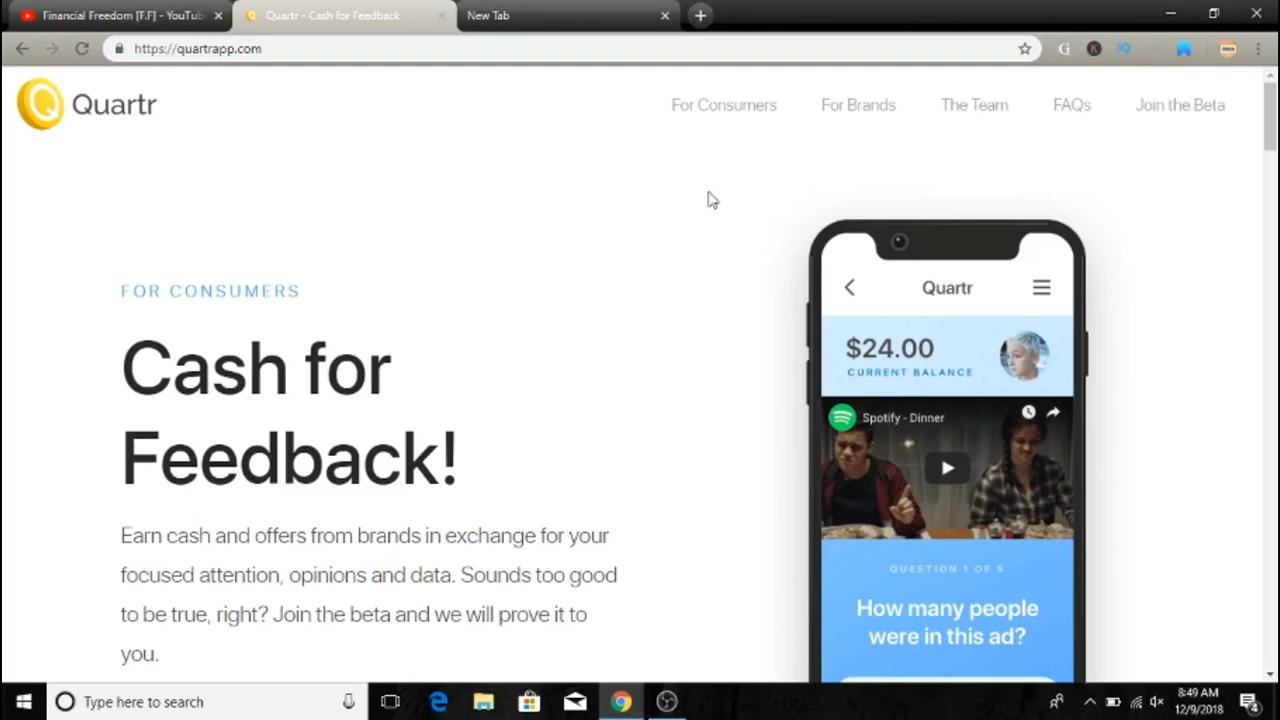 Financial Freedom [F.F] - YouTub
Quartr - Cash for Feedback
New Tab
https://quartrapp.com
Quartr
For Consumers
For Brands
The Team
FAQs
Join the Beta
FOR CONSUMERS
Cash for
Feedback!
Earn cash and offers from brands in exchange for your
focused attention, opinions and data. Sounds too good
to be true, right? Join the beta and we will prove it to
you.
Quartr
$24.00
CURRENT BALANCE
Spotify - Dinner
QUESTION 1 OF 5
How many people
were in this ad?
Type here to search
8:49 AM
12/9/2018
4